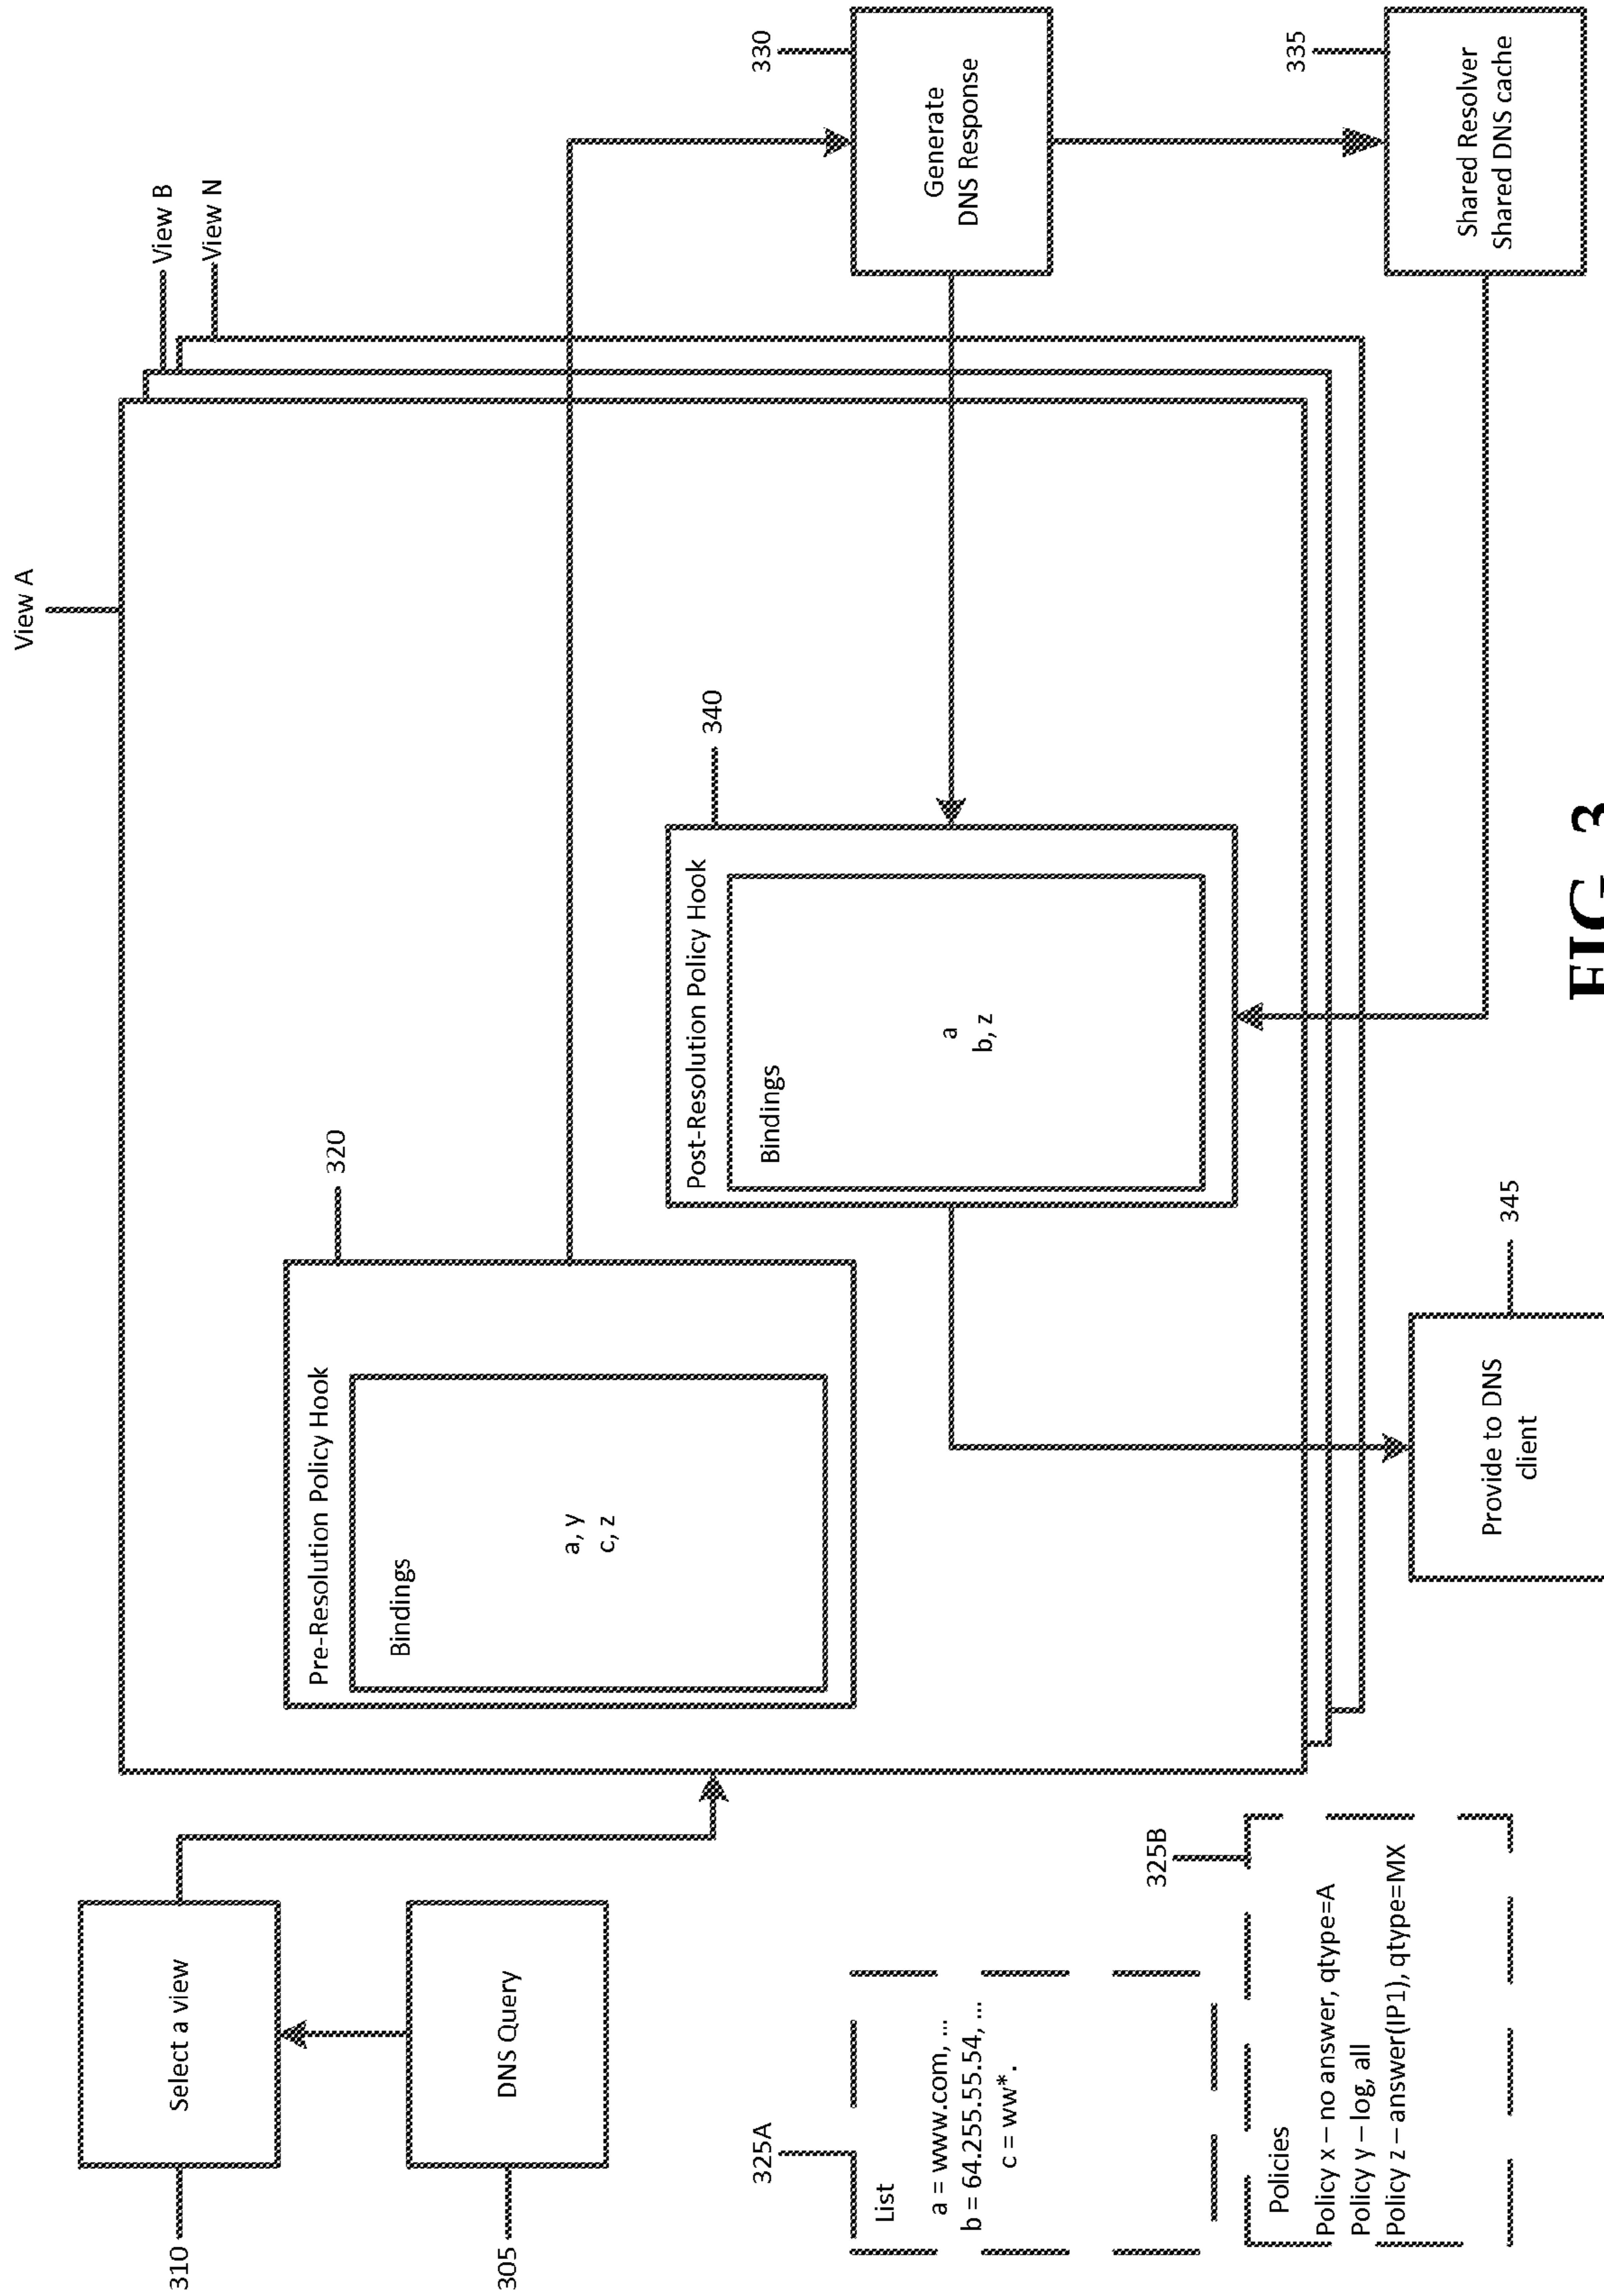 View A
View B
View N
310
Select a view
305
DNS Query
320
Pre-Resolution Policy Hook
Bindings
a, y
c, z
340
Post-Resolution Policy Hook
Bindings
a
b, z
330
Generate
DNS Response
335
Shared Resolver
Shared DNS cache
325A
List
a = www.com, ...
b = 64.255.55.54, ...
c = ww*.
325B
Policies
Policy x – no answer, qtype=A
Policy y – log, all
Policy z – answer(IP1), qtype=MX
345
Provide to DNS
client
FIG. 3